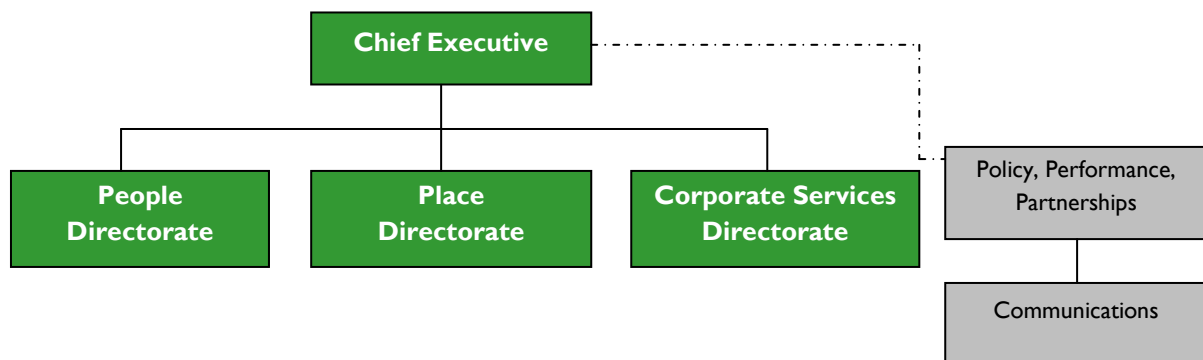 Chief Executive
People
Directorate
Place
Directorate
Corporate Services
Directorate
Policy, Performance,
Partnerships
Communications